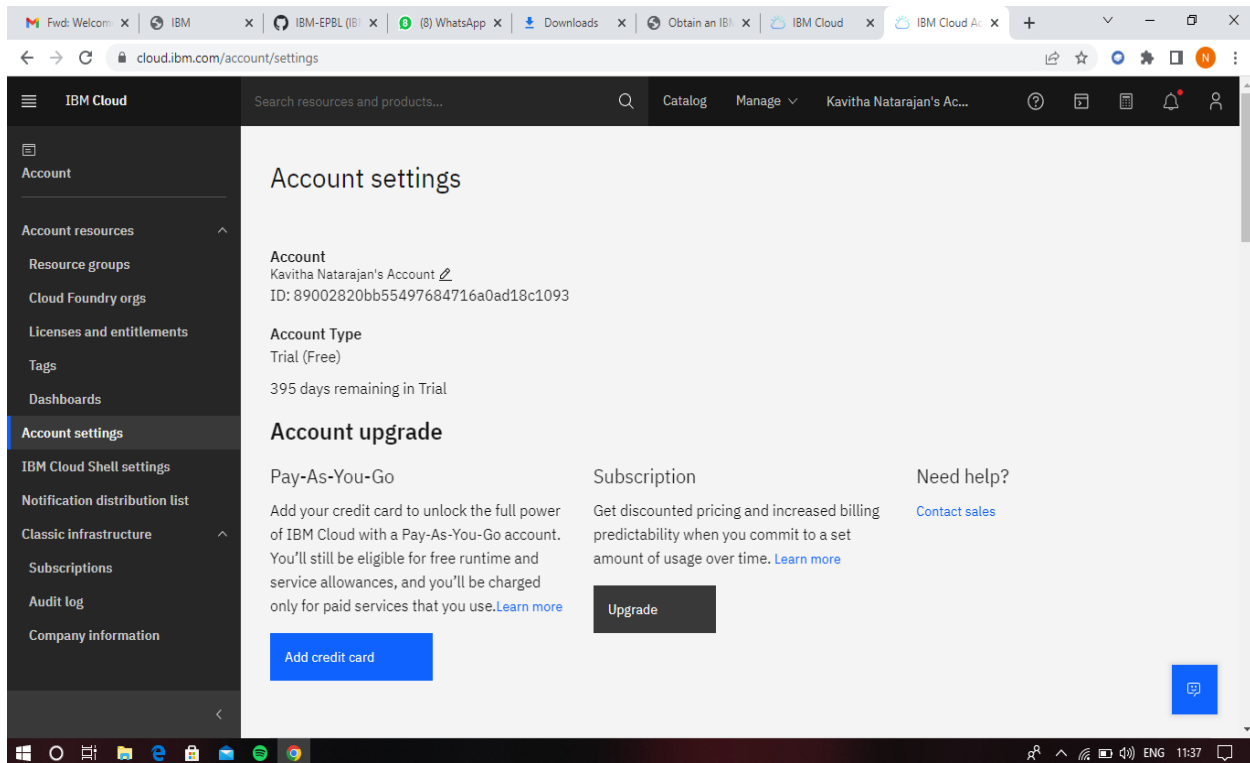 Fwd: Welcom
IBM
IBM-EPBL (IB
(8) WhatsApp
Downloads
Obtain an IB
IBM Cloud
IBM Cloud Ac
cloud.ibm.com/account/settings
N
IBM Cloud
Search resources and products...
Catalog
Manage
Kavitha Natarajan's Ac...
Account
Account resources
Resource groups
Cloud Foundry orgs
Licenses and entitlements
Tags
Dashboards
Account settings
IBM Cloud Shell settings
Notification distribution list
Classic infrastructure
Subscriptions
Audit log
Company information
Account settings
Account
Kavitha Natarajan's Account
ID: 89002820bb55497684716a0ad18c1093
Account Type
Trial (Free)
395 days remaining in Trial
Account upgrade
Pay-As-You-Go
Add your credit card to unlock the full power
of IBM Cloud with a Pay-As-You-Go account.
You'll still be eligible for free runtime and
service allowances, and you'll be charged
only for paid services that you use.Learn more
Add credit card
Subscription
Get discounted pricing and increased billing
predictability when you commit to a set
amount of usage over time. Learn more
Upgrade
Need help?
Contact sales
ENG
11:37